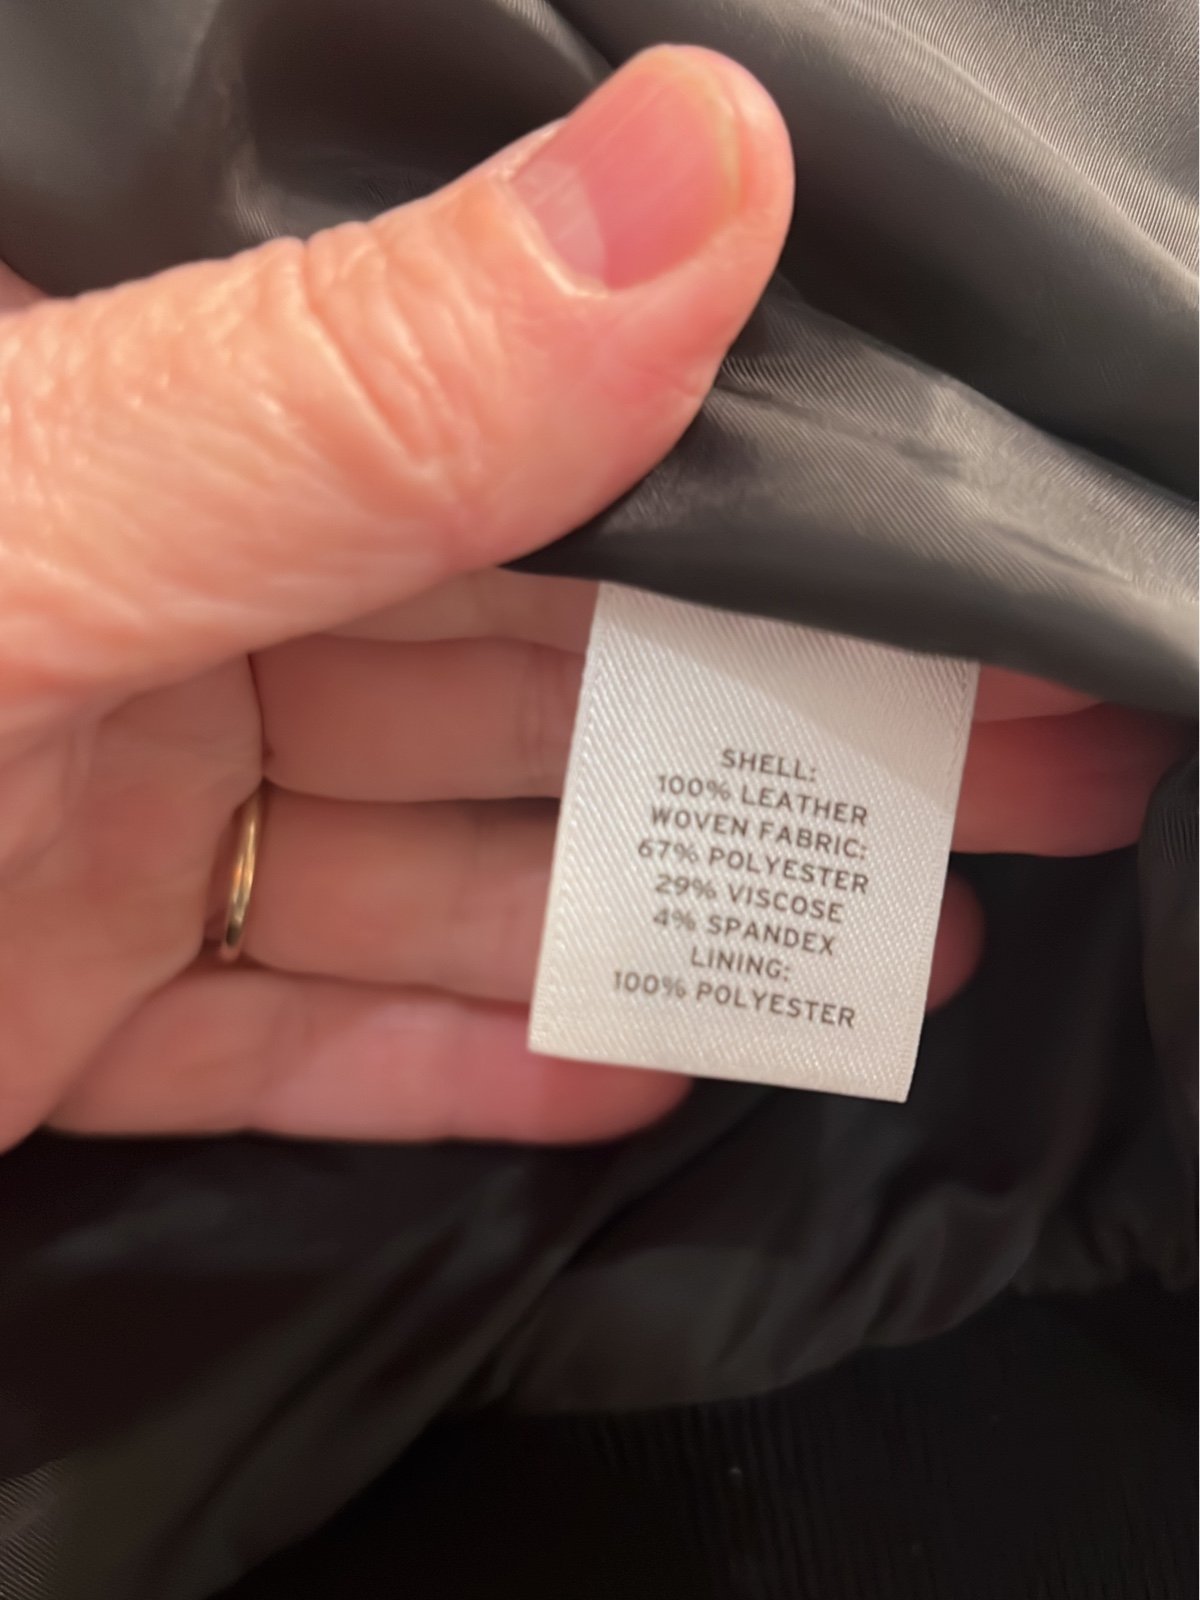 SHELL:
100% LEATHER
WOVEN FABRIC:
67% POLYESTER
29% VISCOSE
4% SPANDEX
LINING:
100% POLYESTER